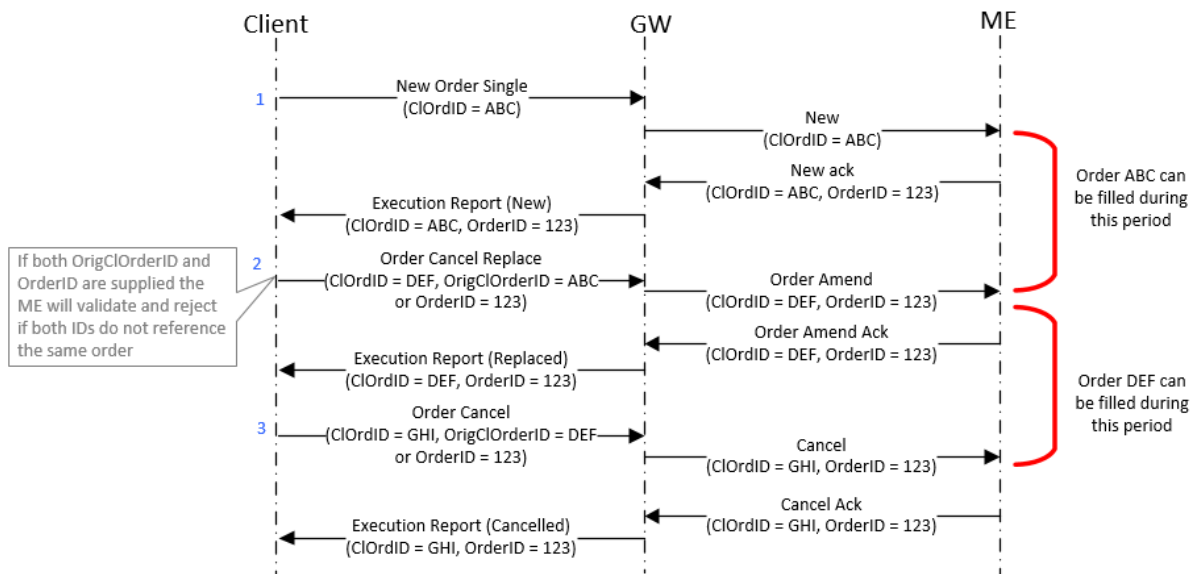 Client
GW
ME
1
New Order Single
(ClOrdID = ABC)
New
(ClOrdID = ABC)
New ack
(ClOrdID = ABC, OrderID = 123)
Execution Report (New)
(ClOrdID = ABC, OrderID = 123)
Order ABC can
be filled during
this period
If both OrigClOrderID and
OrderID are supplied the
ME will validate and reject
if both IDs do not reference
the same order
2
Order Cancel Replace
(ClOrdID = DEF, OrigClOrderID = ABC
or OrderID = 123)
Order Amend
(ClOrdID = DEF, OrderID = 123)
Order Amend Ack
(ClOrdID = DEF, OrderID = 123)
Execution Report (Replaced)
(ClOrdID = DEF, OrderID = 123)
Order DEF can
be filled during
this period
3
Order Cancel
(ClOrdID = GHI, OrigClOrderID = DEF
or OrderID = 123)
Cancel
(ClOrdID = GHI, OrderID = 123)
Cancel Ack
(ClOrdID = GHI, OrderID = 123)
Execution Report (Cancelled)
(ClOrdID = GHI, OrderID = 123)